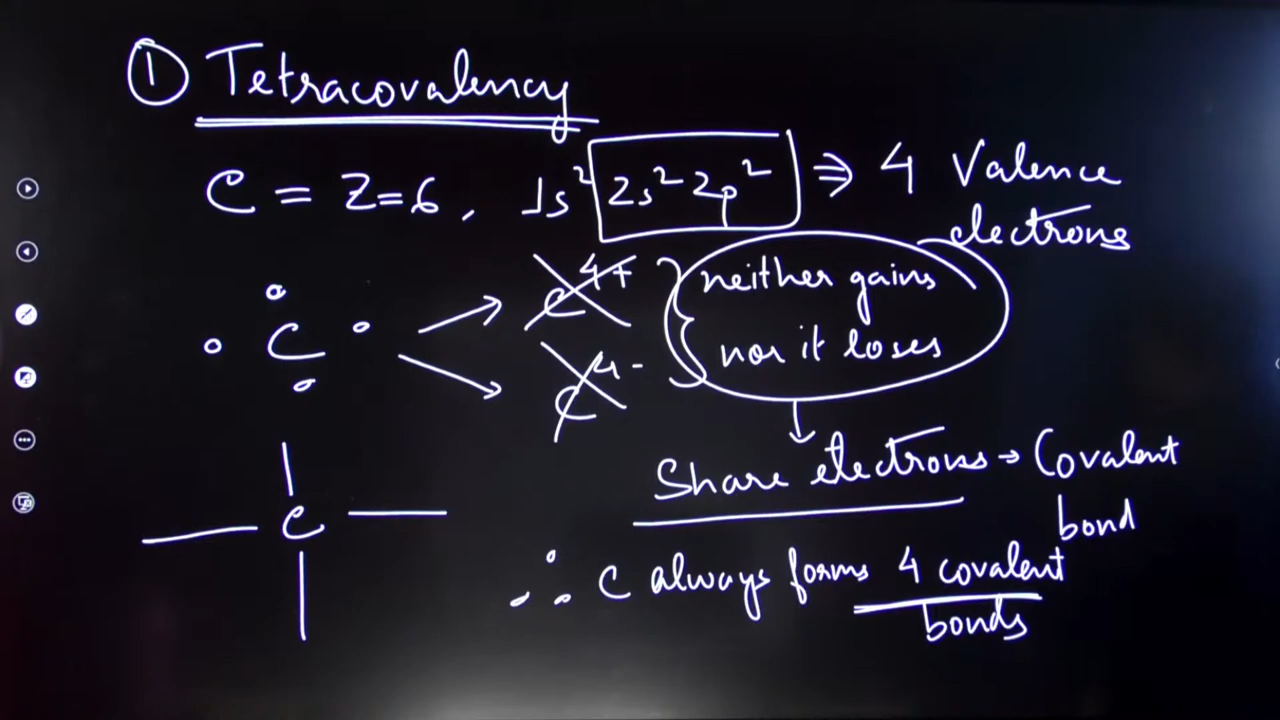 ① Tetracovalency
C = Z=6, 1s² 2s² 2p² ⇒ 4 Valence
electrons
C⁴⁺ neither gains
C nor it loses
C⁴⁻
Share electrons → Covalent
bond
C
∴ C always forms 4 covalent
bonds